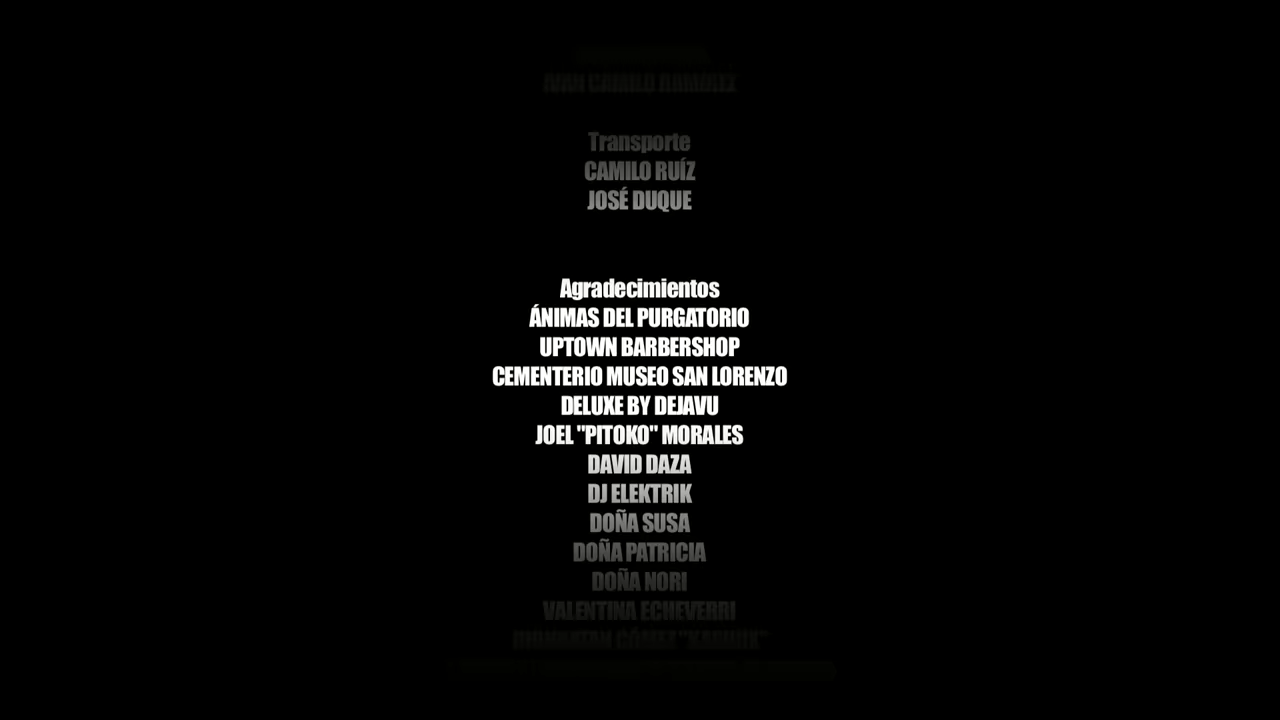 Transporte
CAMILO RUÍZ
JOSÉ DUQUE
Agradecimientos
ÁNIMAS DEL PURGATORIO
UPTOWN BARBERSHOP
CEMENTERIO MUSEO SAN LORENZO
DELUXE BY DEJAVU
JOEL "PITOKO" MORALES
DAVID DAZA
DJ ELEKTRIK
DOÑA SUSA
DOÑA PATRICIA
DOÑA NORI
VALENTINA ECHEVERRI